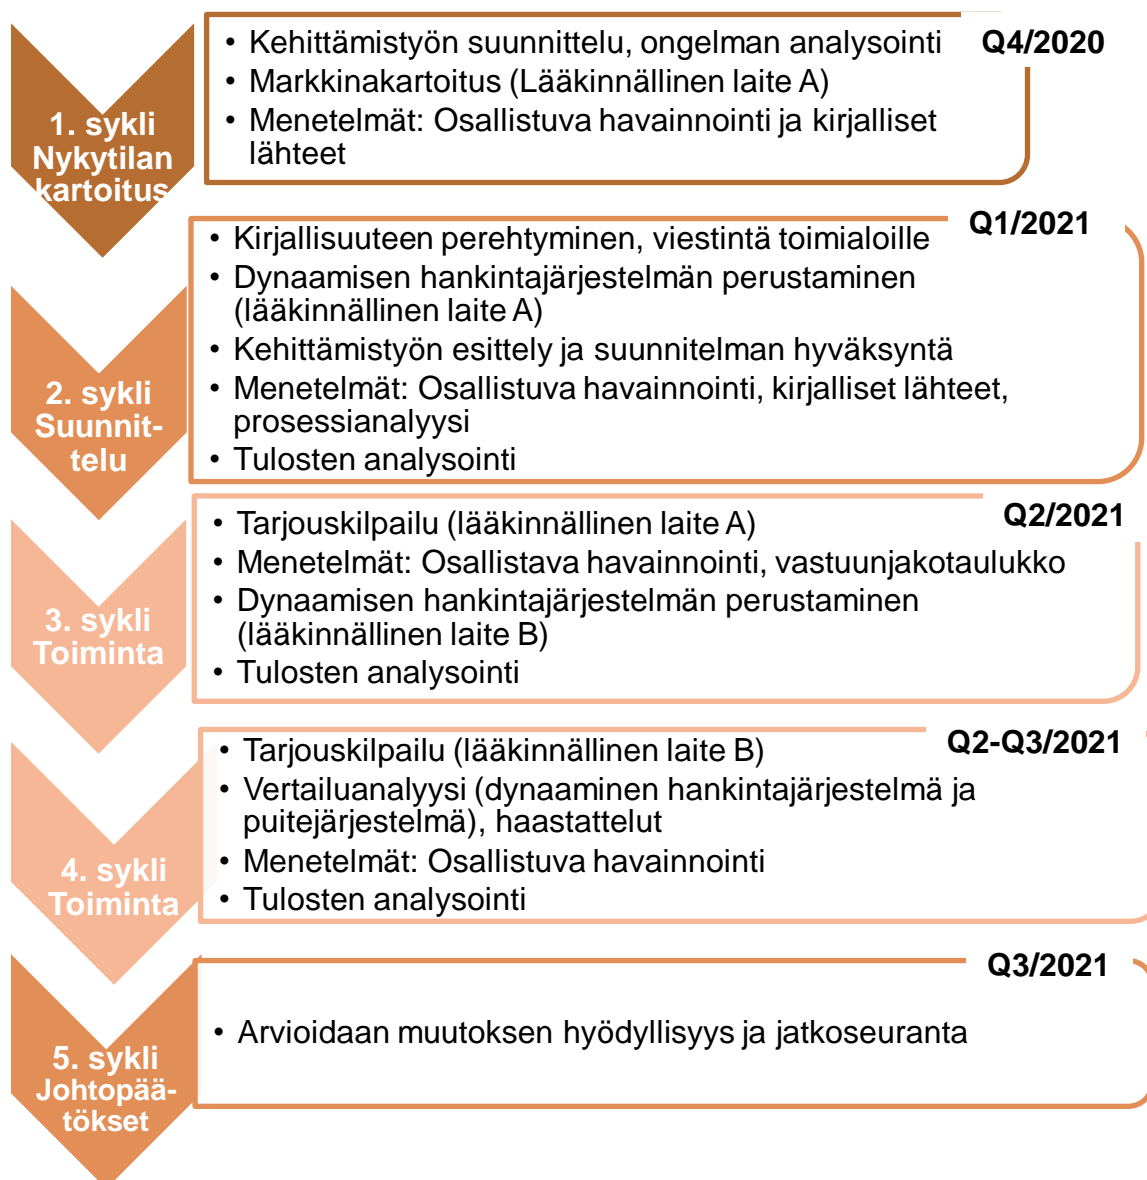 1. sykli
Nykytilan
kartoitus
Q4/2020
• Kehittämistyön suunnittelu, ongelman analysointi
• Markkinakartoitus (Lääkinnällinen laite A)
• Menetelmät: Osallistuva havainnointi ja kirjalliset
lähteet
2. sykli
Suunnit-
telu
Q1/2021
• Kirjallisuuteen perehtyminen, viestintä toimialoille
• Dynaamisen hankintajärjestelmän perustaminen
(lääkinnällinen laite A)
• Kehittämistyön esittely ja suunnitelman hyväksyntä
• Menetelmät: Osallistuva havainnointi, kirjalliset lähteet,
prosessianalyysi
• Tulosten analysointi
3. sykli
Toiminta
Q2/2021
• Tarjouskilpailu (lääkinnällinen laite A)
• Menetelmät: Osallistava havainnointi, vastuunjakotaulukko
• Dynaamisen hankintajärjestelmän perustaminen
(lääkinnällinen laite B)
• Tulosten analysointi
4. sykli
Toiminta
Q2-Q3/2021
• Tarjouskilpailu (lääkinnällinen laite B)
• Vertailuanalyysi (dynaaminen hankintajärjestelmä ja
puitejärjestelmä), haastattelut
• Menetelmät: Osallistuva havainnointi
• Tulosten analysointi
5. sykli
Johtopää-
tökset
Q3/2021
• Arvioidaan muutoksen hyödyllisyys ja jatkoseuranta